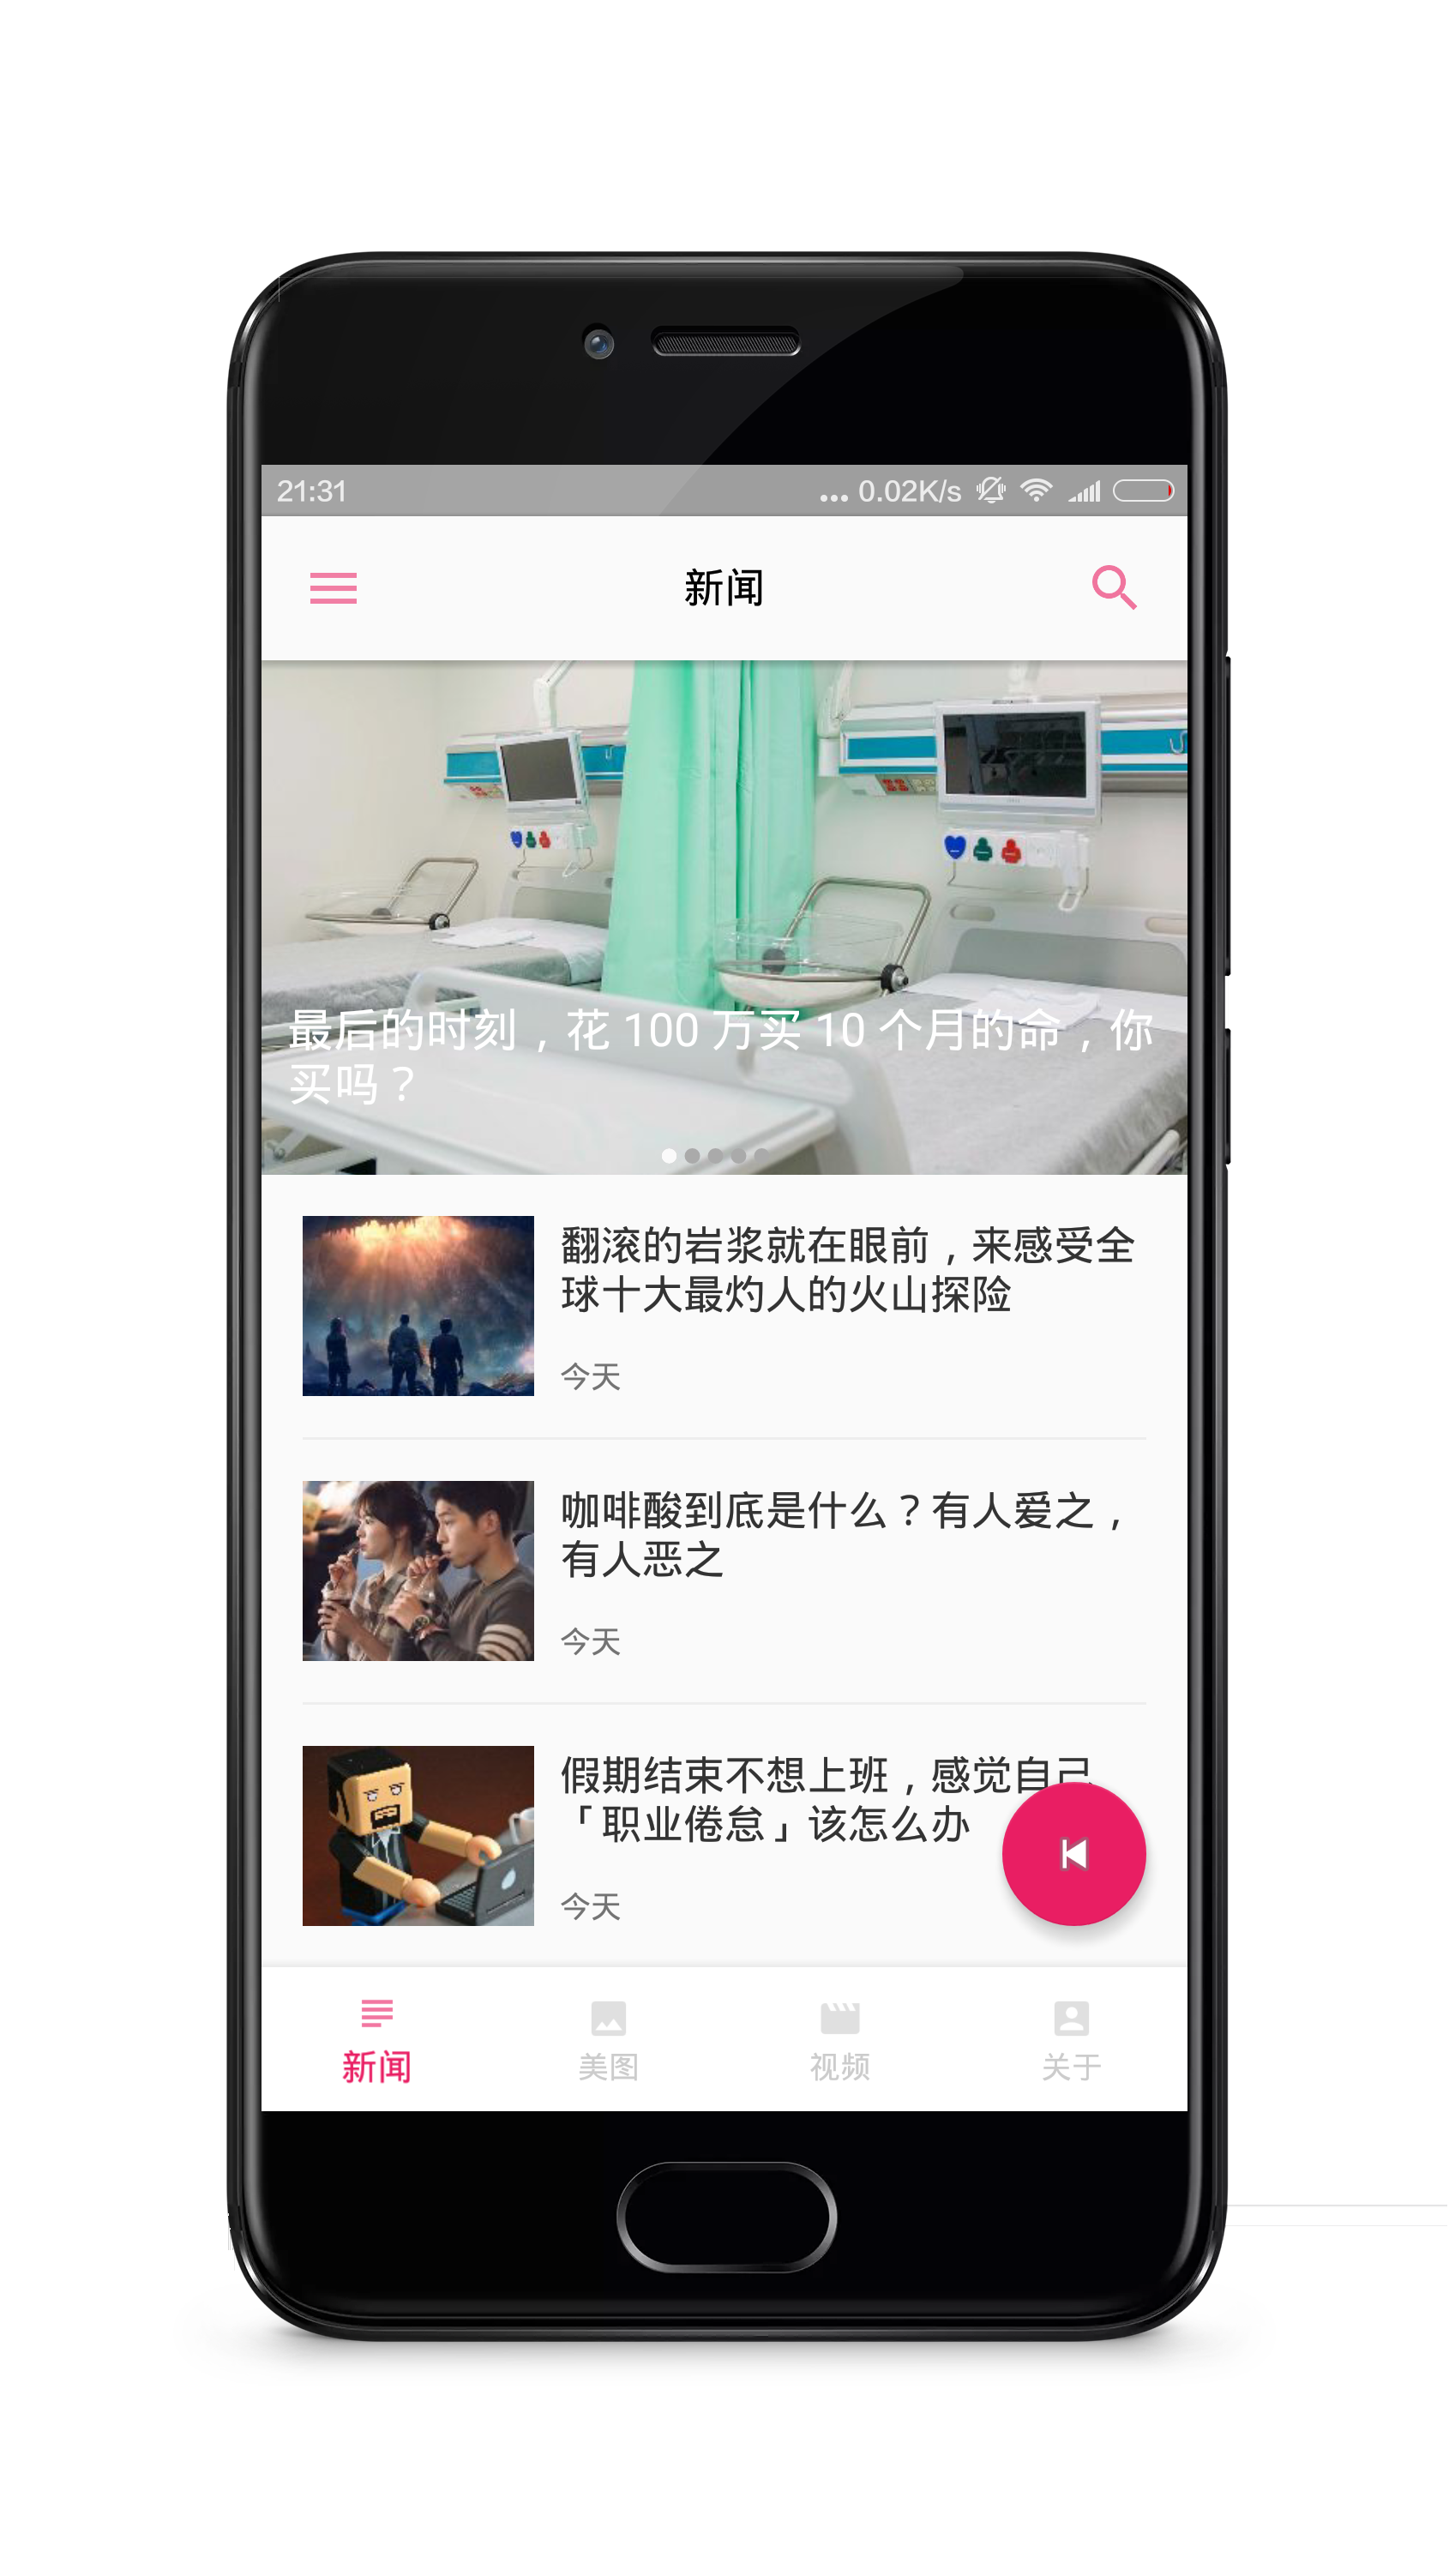 21:31 ... 0.02K/s
新闻
最后的时刻，花 100 万买 10 个月的命，你
买吗？
翻滚的岩浆就在眼前，来感受全
球十大最灼人的火山探险
今天
咖啡酸到底是什么？有人爱之，
有人恶之
今天
假期结束不想上班，感觉自己
「职业倦怠」该怎么办
今天
新闻 美图 视频 关于